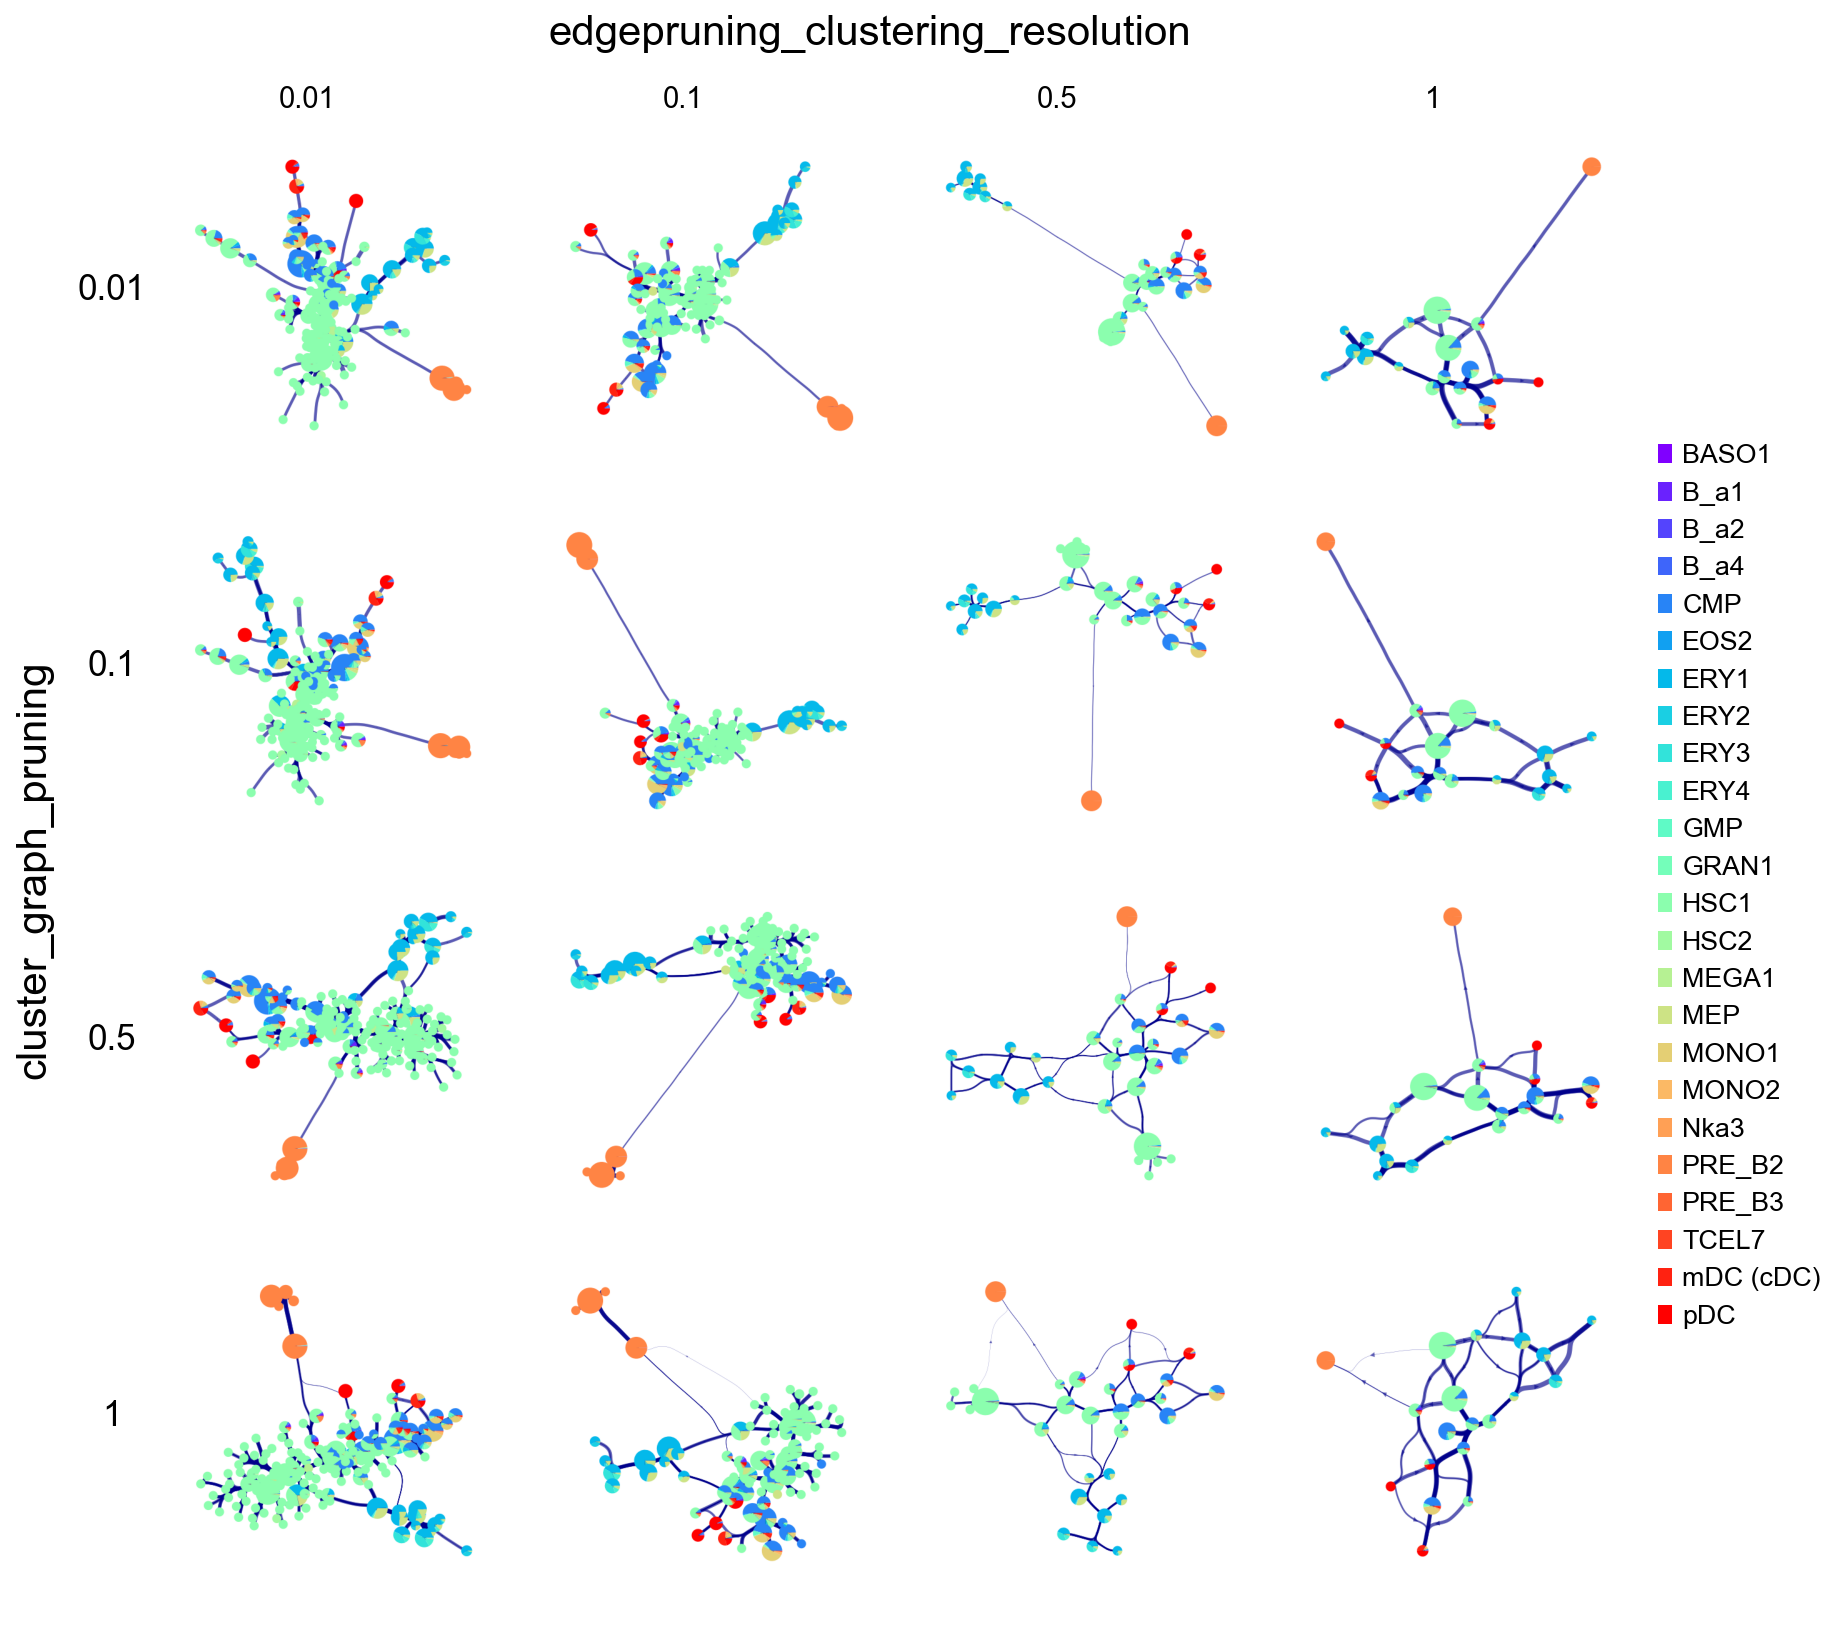 edgepruning_clustering_resolution
0.01
0.1
0.5
1
cluster_graph_pruning
0.01
0.1
0.5
1
BASO1
B_a1
B_a2
B_a4
CMP
EOS2
ERY1
ERY2
ERY3
ERY4
GMP
GRAN1
HSC1
HSC2
MEGA1
MEP
MONO1
MONO2
Nka3
PRE_B2
PRE_B3
TCEL7
mDC (cDC)
pDC